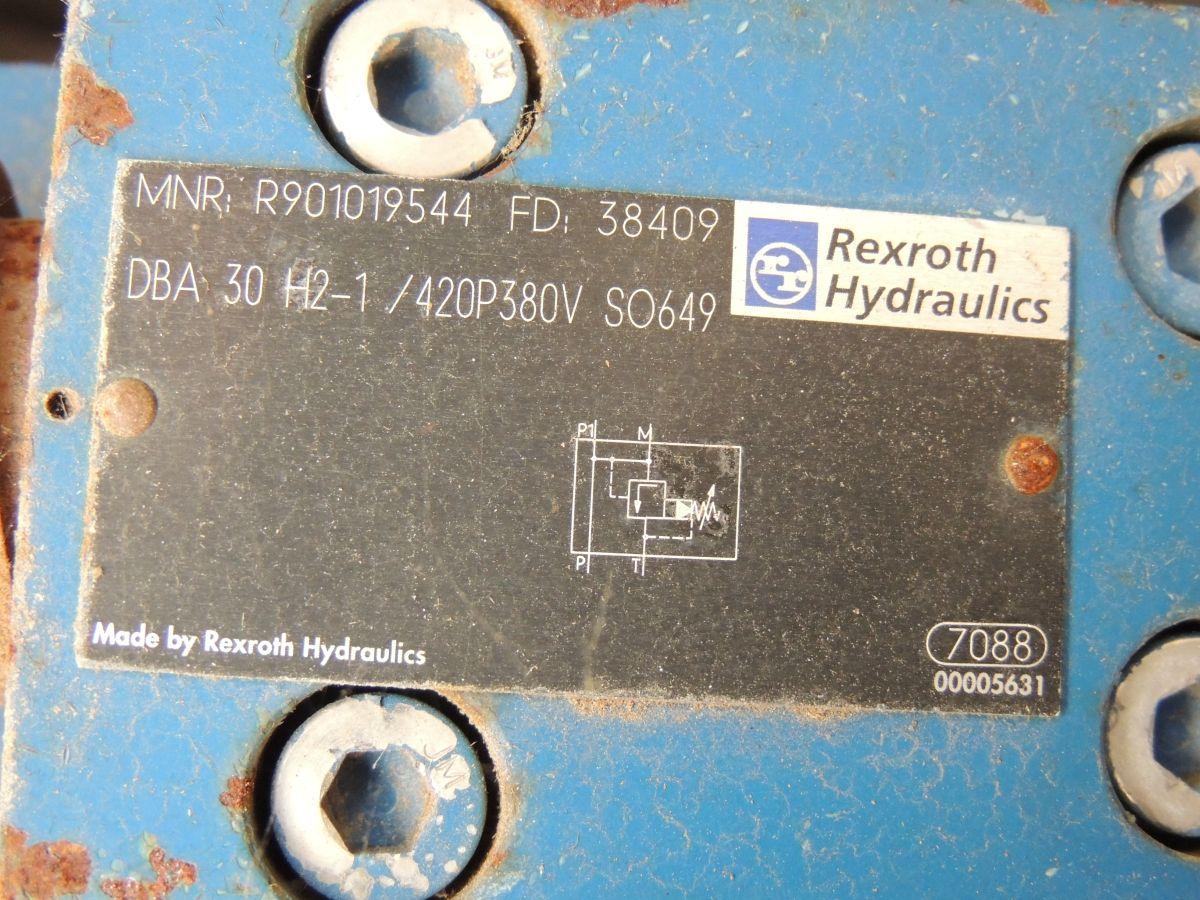 MNR: R901019544 FD: 38409
DBA 30 H2-1 /420P380V SO649
Rexroth
Hydraulics
P1 M
P T
Made by Rexroth Hydraulics
7088
00005631
JM